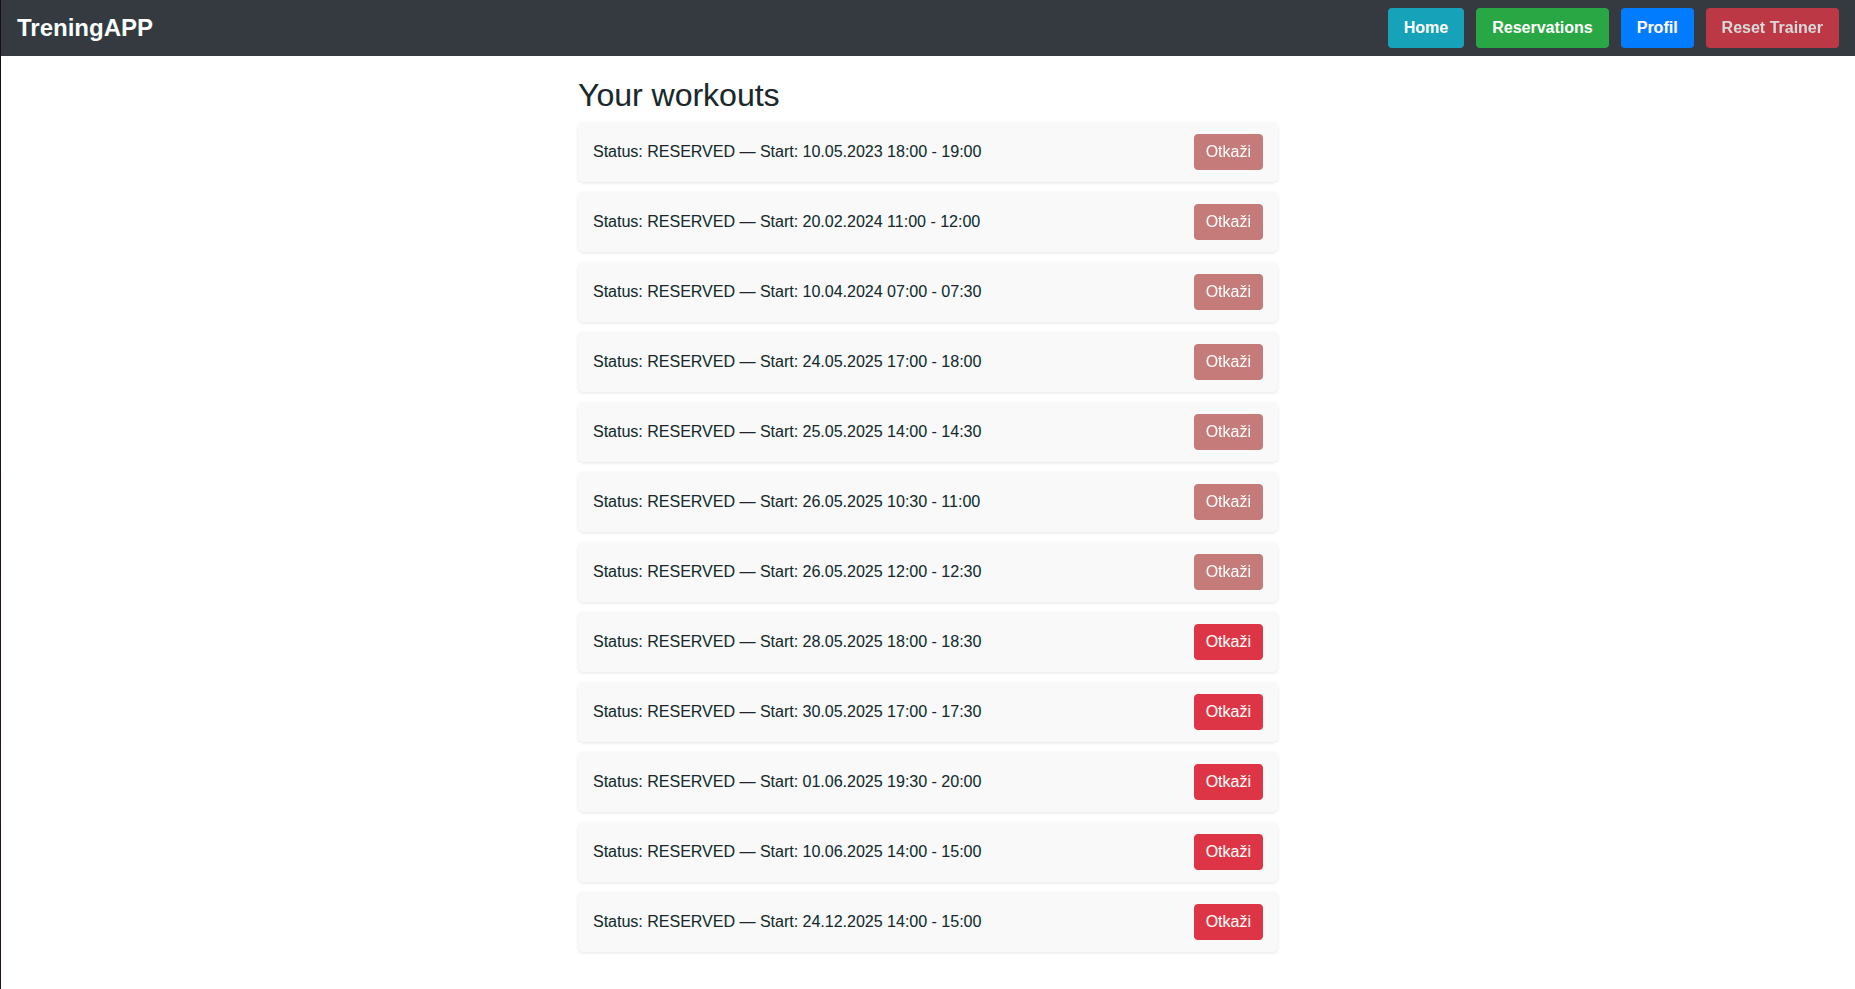 TreningAPP Home Reservations Profil Reset Trainer
Your workouts
Status: RESERVED — Start: 10.05.2023 18:00 - 19:00 Otkaži
Status: RESERVED — Start: 20.02.2024 11:00 - 12:00 Otkaži
Status: RESERVED — Start: 10.04.2024 07:00 - 07:30 Otkaži
Status: RESERVED — Start: 24.05.2025 17:00 - 18:00 Otkaži
Status: RESERVED — Start: 25.05.2025 14:00 - 14:30 Otkaži
Status: RESERVED — Start: 26.05.2025 10:30 - 11:00 Otkaži
Status: RESERVED — Start: 26.05.2025 12:00 - 12:30 Otkaži
Status: RESERVED — Start: 28.05.2025 18:00 - 18:30 Otkaži
Status: RESERVED — Start: 30.05.2025 17:00 - 17:30 Otkaži
Status: RESERVED — Start: 01.06.2025 19:30 - 20:00 Otkaži
Status: RESERVED — Start: 10.06.2025 14:00 - 15:00 Otkaži
Status: RESERVED — Start: 24.12.2025 14:00 - 15:00 Otkaži